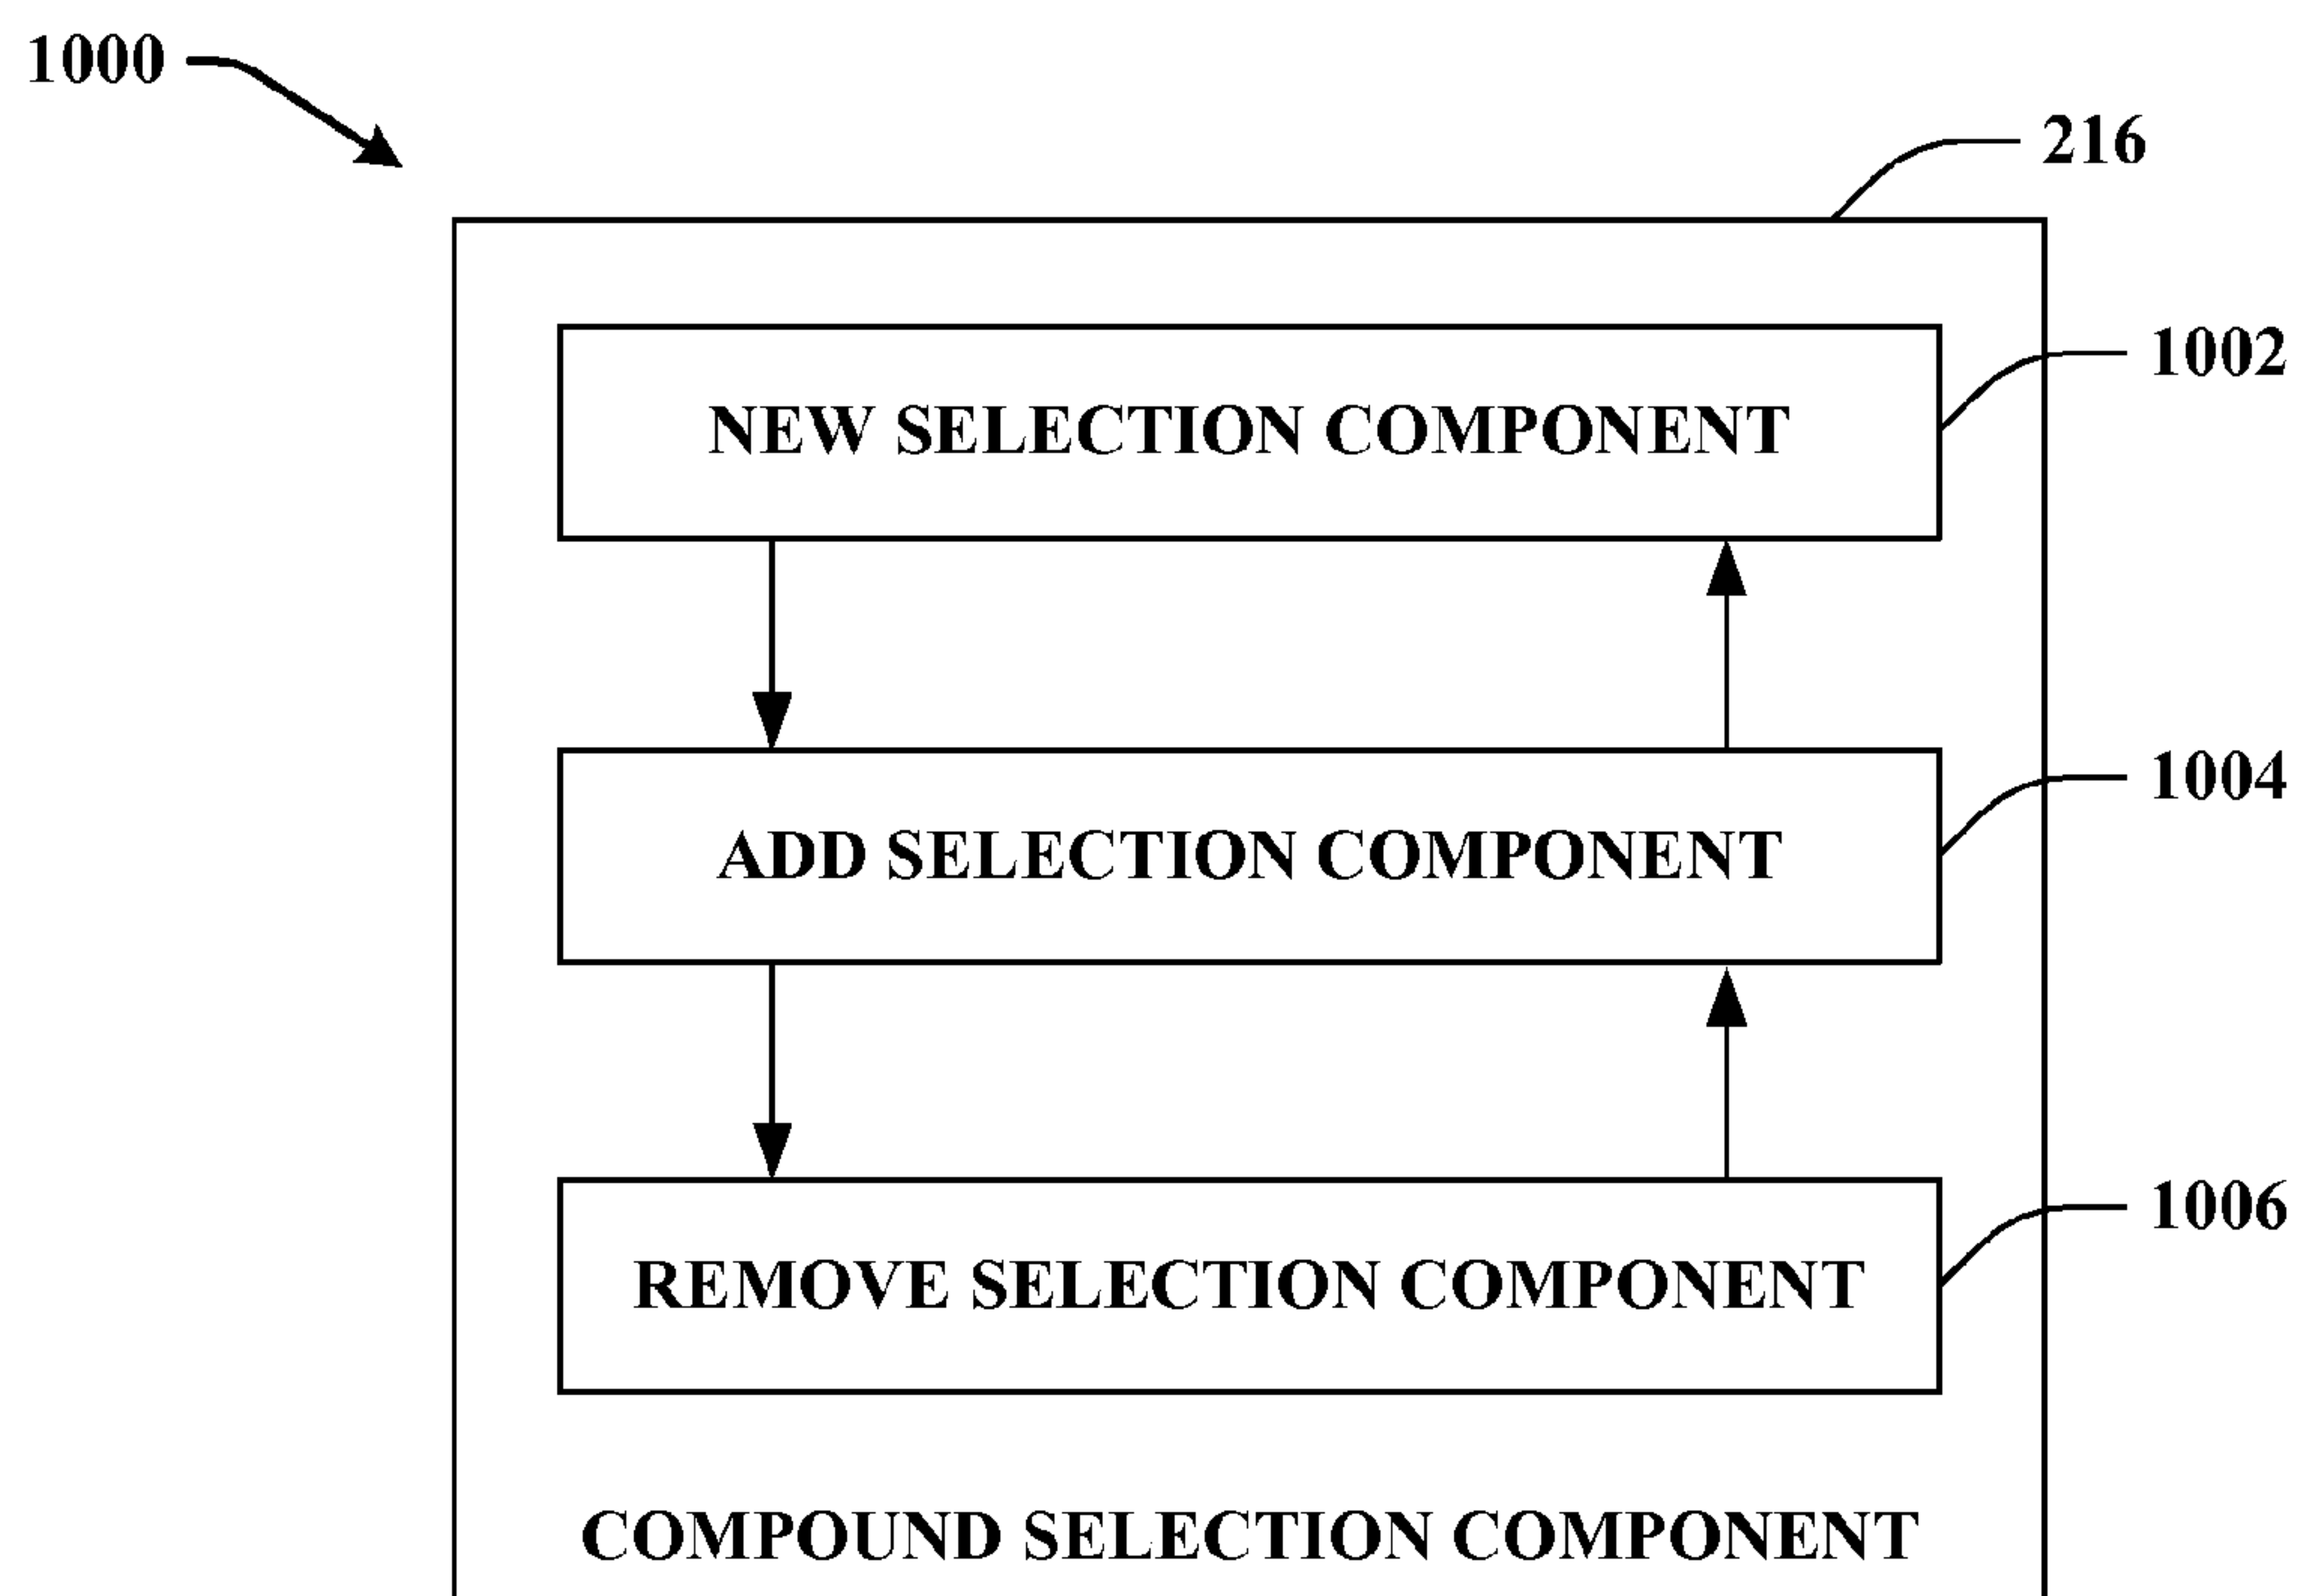 1000
216
1002
NEW SELECTION COMPONENT
1004
ADD SELECTION COMPONENT
1006
REMOVE SELECTION COMPONENT
COMPOUND SELECTION COMPONENT